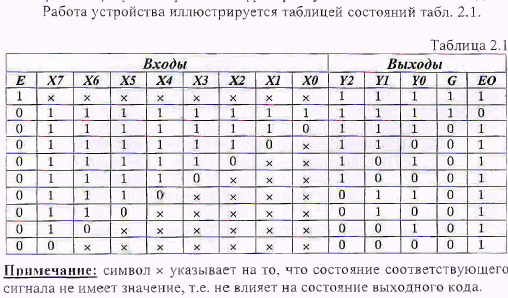 Работа устройства иллюстрируется таблицей состояний табл. 2.1.
Таблица 2.1
Входы Выходы
E X7 X6 X5 X4 X3 X2 X1 X0 Y2 Y1 Y0 G EO
1 × × × × × × × × 1 1 1 1 1
0 1 1 1 1 1 1 1 1 1 1 1 1 0
0 1 1 1 1 1 1 1 0 1 1 1 0 1
0 1 1 1 1 1 1 0 × 1 1 0 0 1
0 1 1 1 1 1 0 × × 1 0 1 0 1
0 1 1 1 1 0 × × × 1 0 0 0 1
0 1 1 1 0 × × × × 0 1 1 0 1
0 1 1 0 × × × × × 0 1 0 0 1
0 1 0 × × × × × × 0 0 1 0 1
0 0 × × × × × × × 0 0 0 0 1
Примечание: символ × указывает на то, что состояние соответствующего
сигнала не имеет значение, т.е. не влияет на состояние выходного кода.